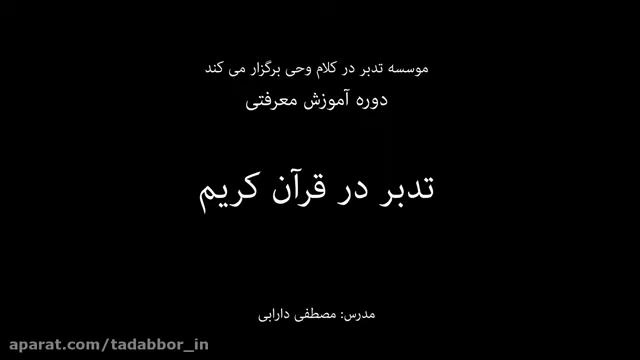 موسسه تدبر در کلام وحی برگزار می کند
دوره آموزش معرفتی
تدبر در قرآن کریم
مدرس: مصطفی دارابی
aparat.com/tadabbor_in